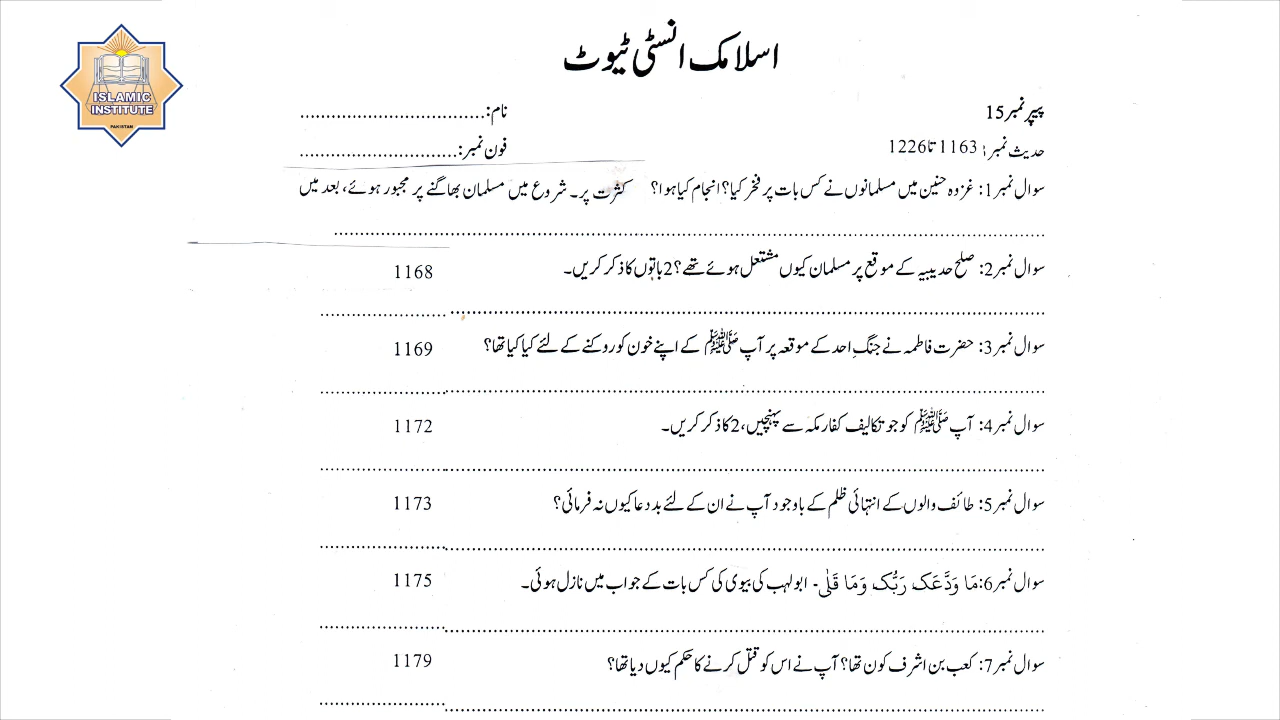 ISLAMIC
INSTITUTE
PAKISTAN
اسلامک انسٹی ٹیوٹ
پیپر نمبر 15
نام:..................................
حدیث نمبر: 1163 تا 1226
فون نمبر:.............................
سوال نمبر1: غزوہ حنین میں مسلمانوں نے کس بات پر فخر کیا؟ انجام کیا ہوا؟ کثرت پر۔ شروع میں مسلمان بھاگنے پر مجبور ہوئے، بعد میں
سوال نمبر2: صلح حدیبیہ کے موقع پر مسلمان کیوں مشتعل ہوئے تھے؟ 2 باتوں کا ذکر کریں۔ 1168
سوال نمبر3: حضرت فاطمہ نے جنگِ احد کے موقعہ پر آپ ﷺ کے اپنے خون کو روکنے کے لئے کیا کیا تھا؟ 1169
سوال نمبر4: آپ ﷺ کو جو تکالیف کفار مکہ سے پہنچیں، 2 کا ذکر کریں۔ 1172
سوال نمبر5: طائف والوں کے انتہائی ظلم کے باوجود آپ نے ان کے لئے بددعا کیوں نہ فرمائی؟ 1173
سوال نمبر6: مَا وَدَّعَکَ رَبُّکَ وَمَا قَلٰی- ابولہب کی بیوی کی کس بات کے جواب میں نازل ہوئی۔ 1175
سوال نمبر7: کعب بن اشرف کون تھا؟ آپ نے اس کو قتل کرنے کا حکم کیوں دیا تھا؟ 1179